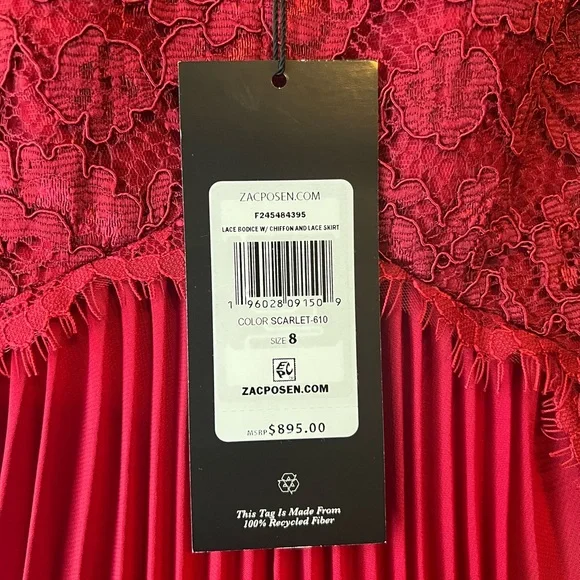 ZACPOSEN.COM
F245484395
LACE BODICE W/ CHIFFON AND LACE SKIRT
1 96028 09150 9
COLOR SCARLET-610
SIZE 8
ZACPOSEN.COM
MSRP $895.00
This Tag Is Made From
100% Recycled Fiber